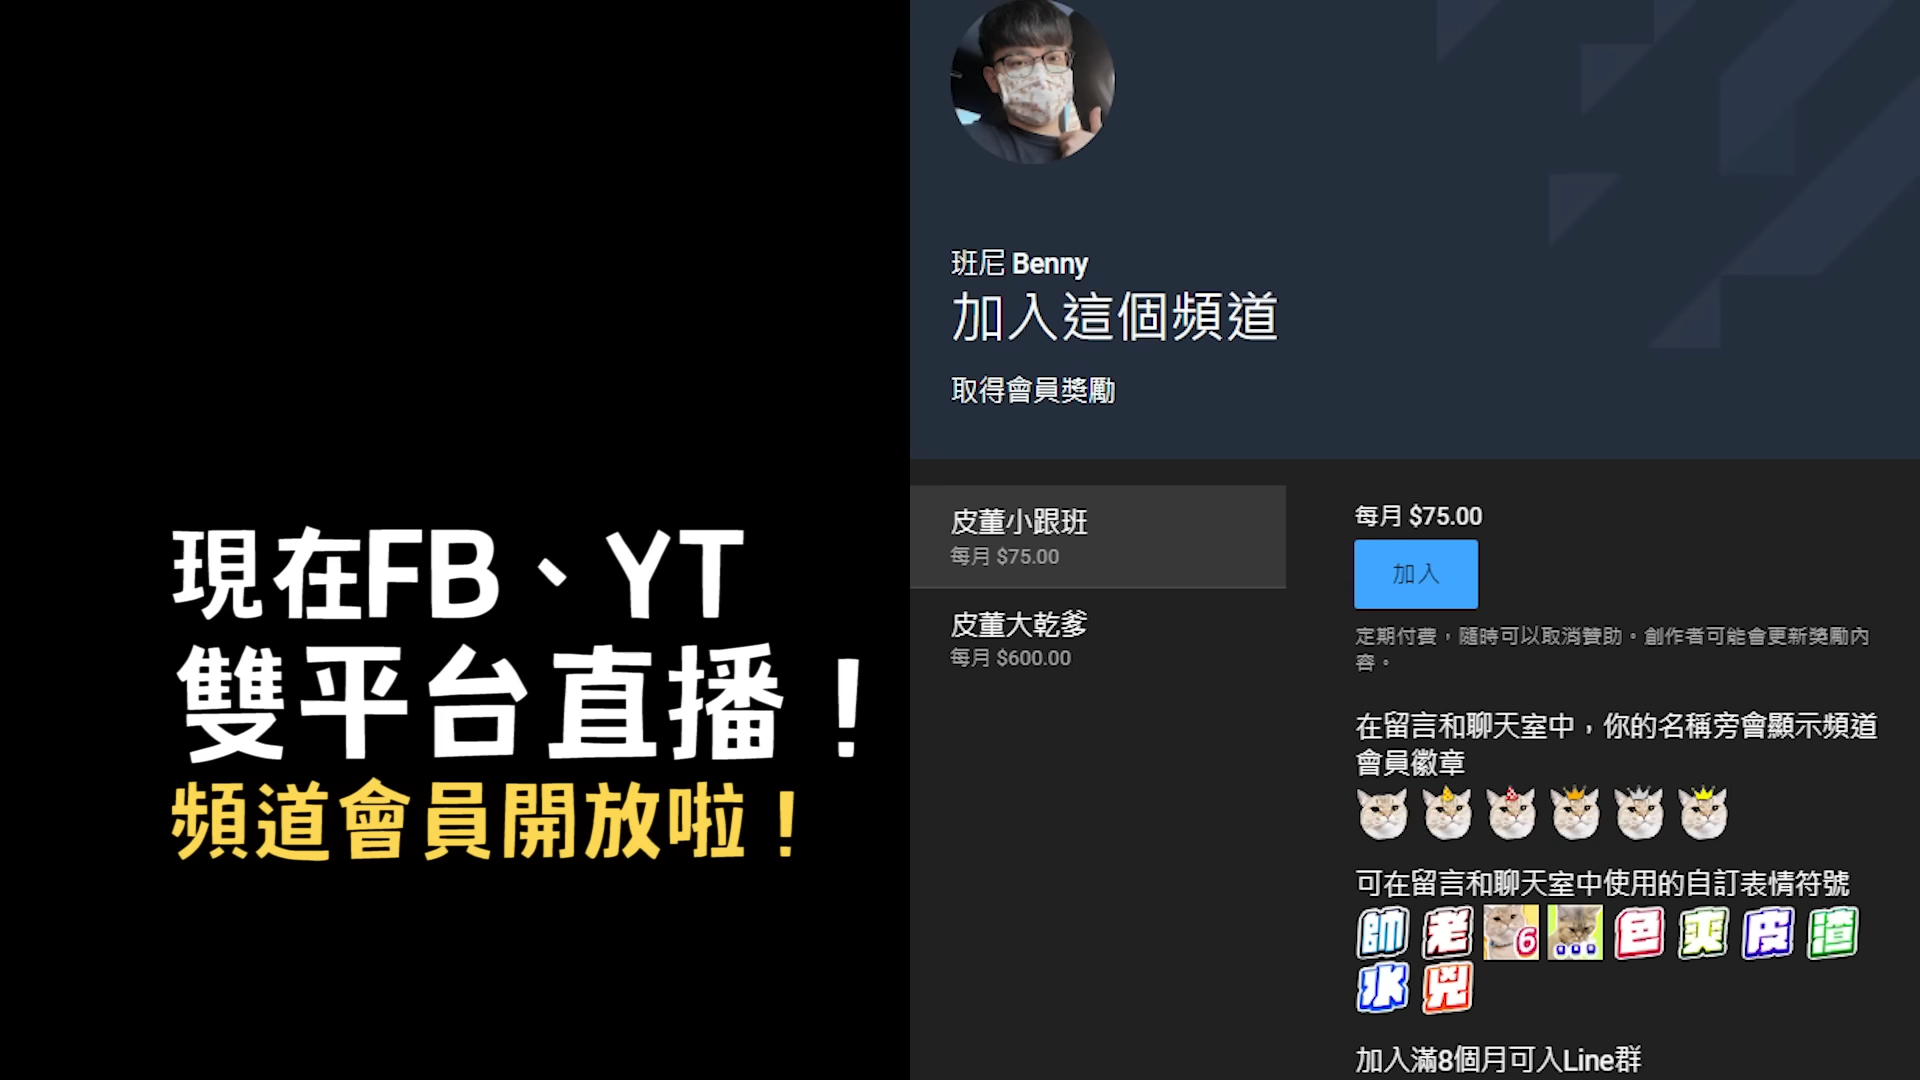 現在FB、YT
雙平台直播！
頻道會員開放啦！
班尼 Benny
加入這個頻道
取得會員獎勵
皮董小跟班
每月 $75.00
皮董大乾爹
每月 $600.00
每月 $75.00
加入
定期付費，隨時可以取消贊助。創作者可能會更新獎勵內
容。
在留言和聊天室中，你的名稱旁會顯示頻道
會員徽章
可在留言和聊天室中使用的自訂表情符號
帥 老 6 ... 色 爽 皮 渣
水 兇
加入滿8個月可入Line群